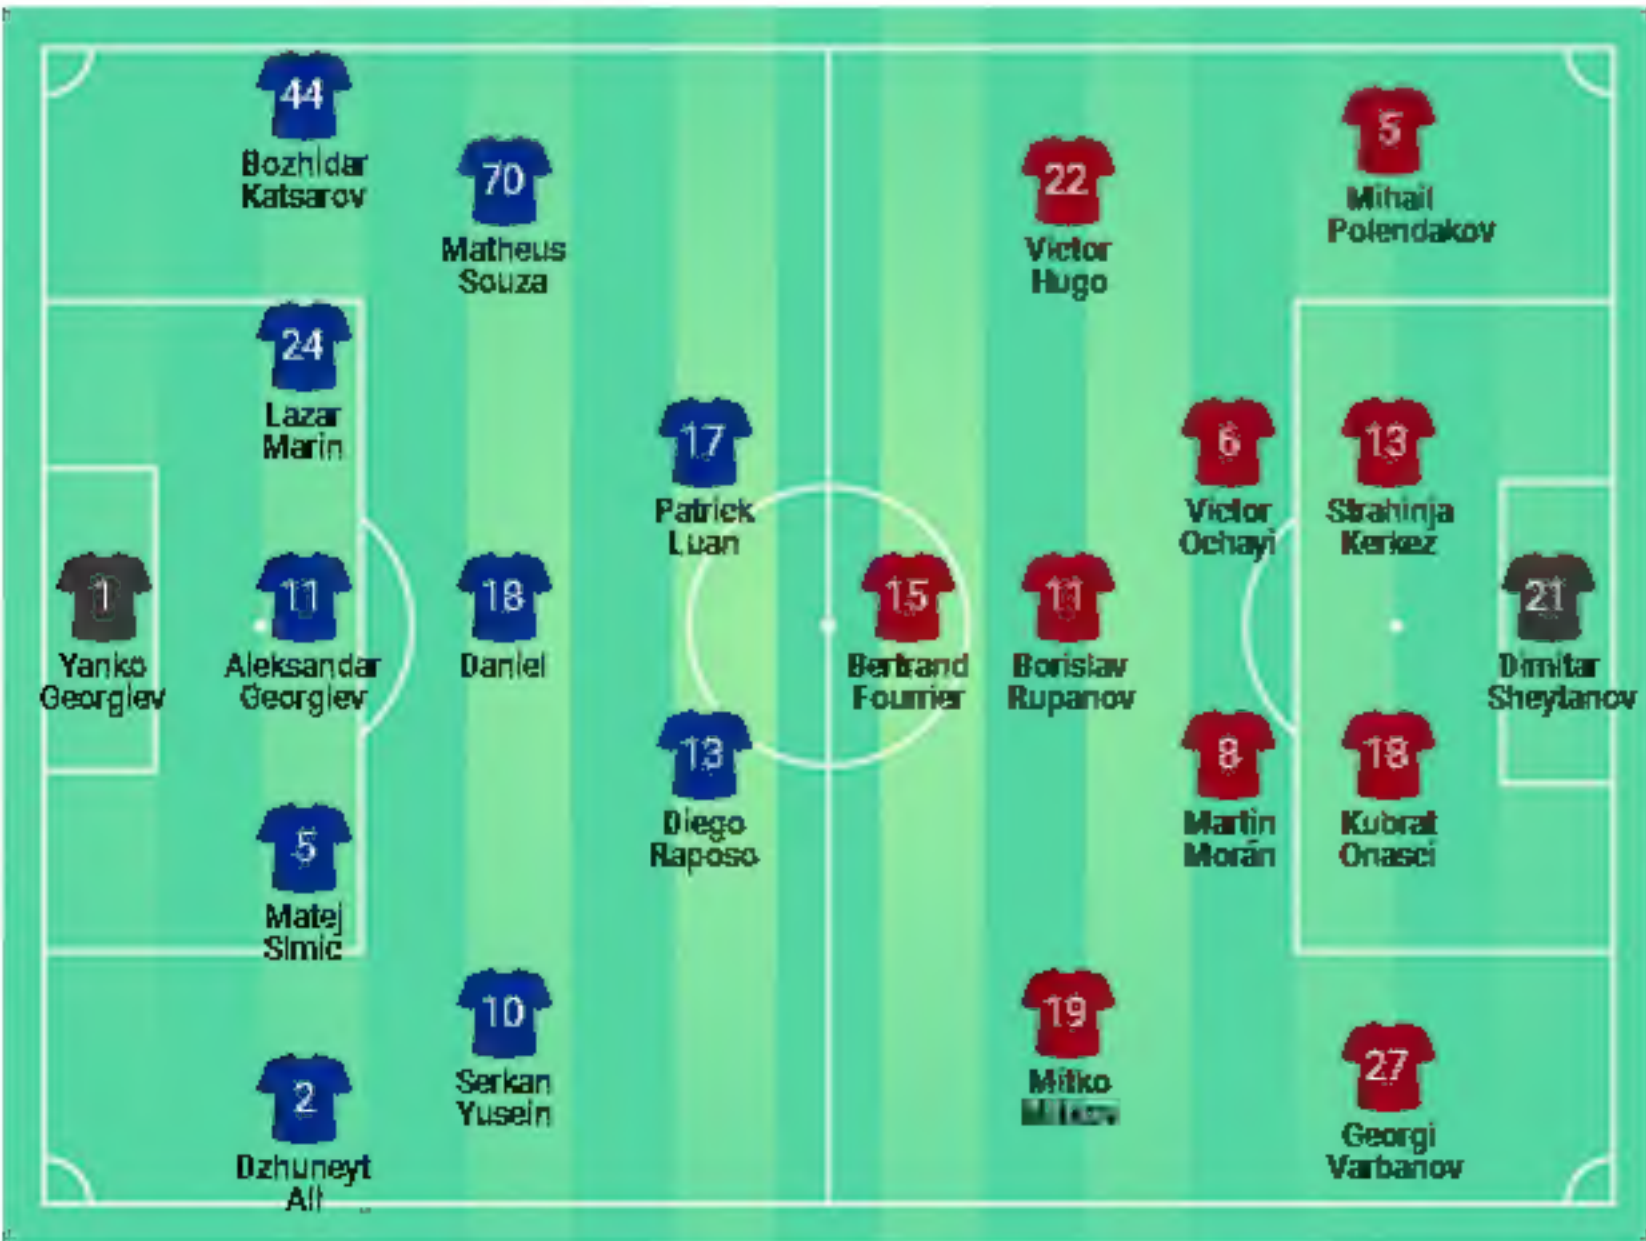 44
Bozhidar
Katsarov
70
Matheus
Souza
24
Lazar
Marin
17
Patrick
Luan
1
Yanko
Georgiev
11
Aleksandar
Georgiev
18
Daniel
13
Diego
Raposo
5
Matej
Simic
10
Serkan
Yusein
2
Dzhuneyt
Ali
22
Victor
Hugo
5
Mihail
Polendakov
6
Victor
Ochayi
13
Strahinja
Kerkez
15
Bertrand
Fourrier
11
Borislav
Rupanov
21
Dimitar
Sheytanov
8
Martin
Morán
18
Kubrat
Onasci
19
Mitko
27
Georgi
Varbanov